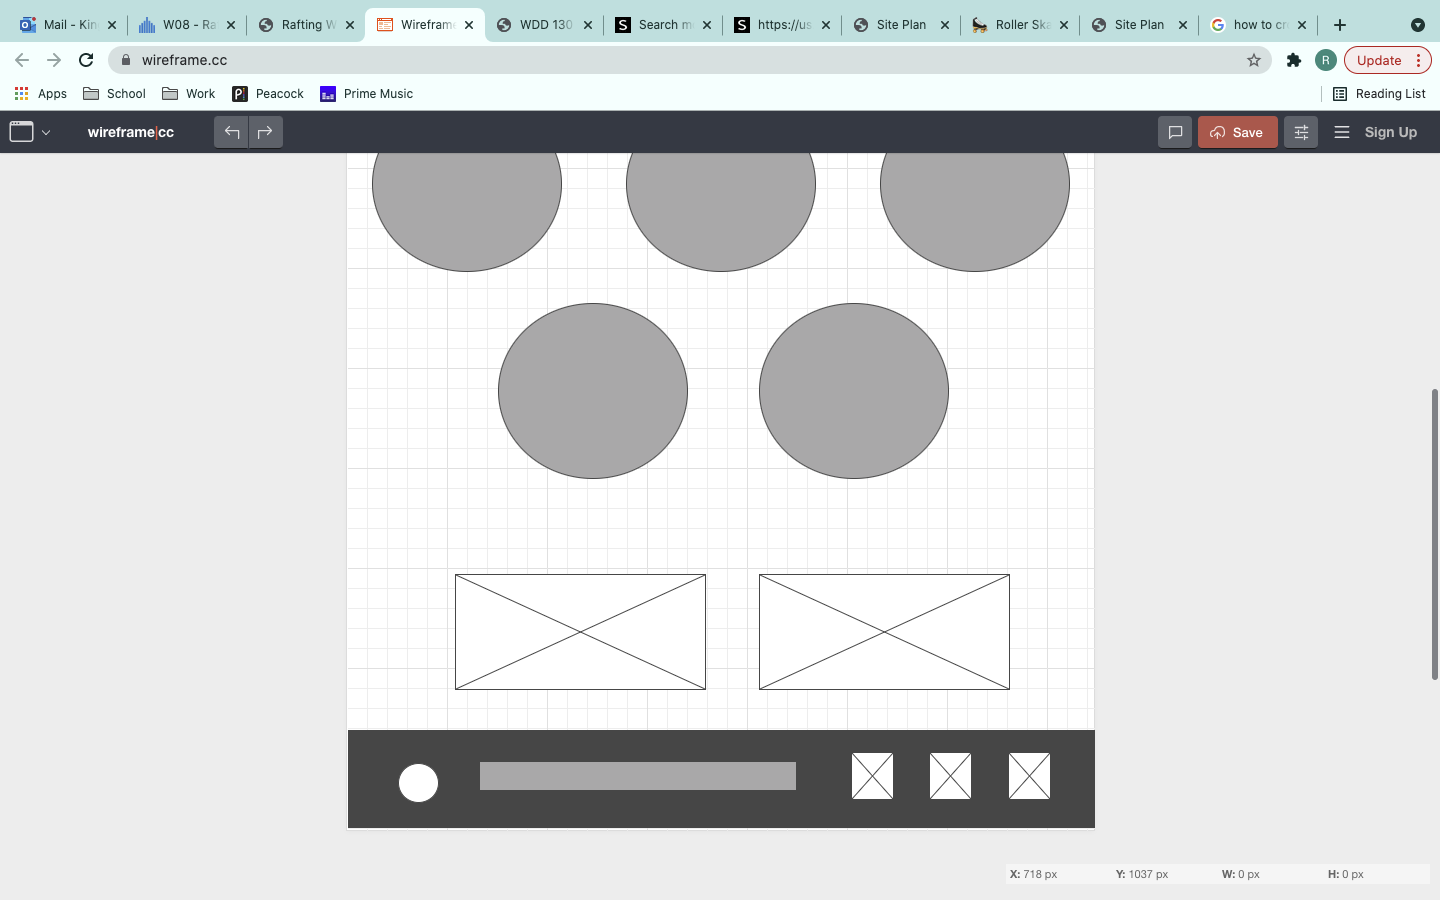 Mail - Kin
W08 - Ra
Rafting W
Wireframe
WDD 130
Search m
https://us
Site Plan
Roller Ska
Site Plan
how to cr
wireframe.cc
R
Update
Apps
School
Work
Peacock
Prime Music
Reading List
wireframe|cc
Save
Sign Up
X: 718 px
Y: 1037 px
W: 0 px
H: 0 px